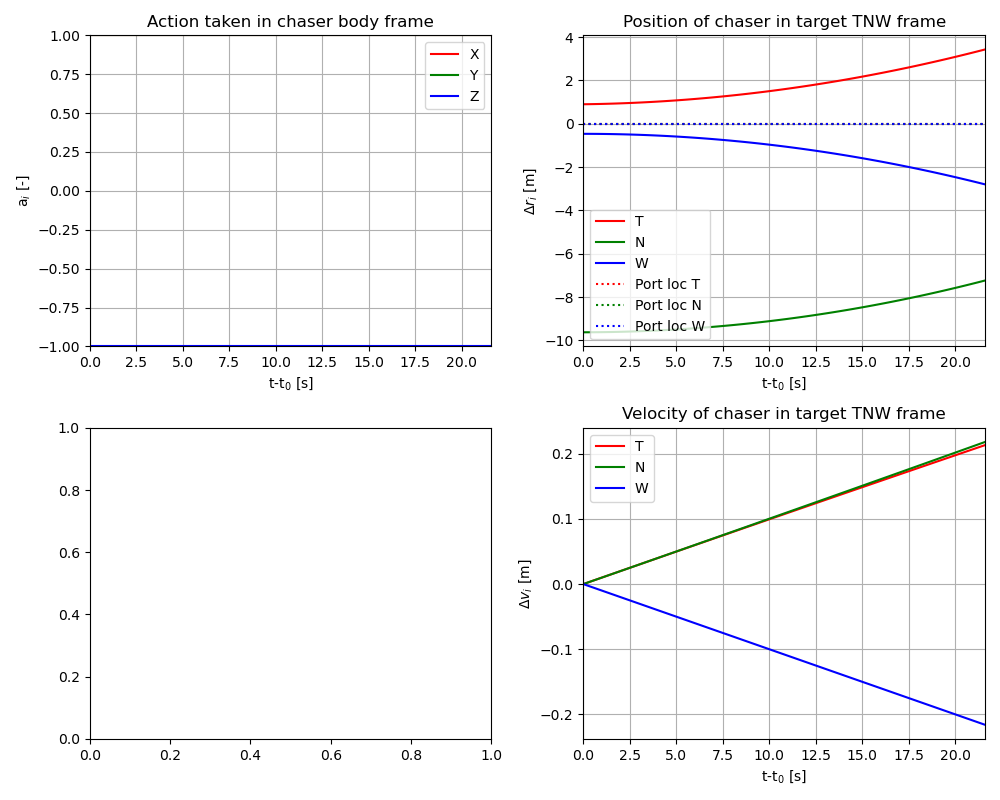 Action taken in chaser body frame
1.00
0.75
0.50
0.25
0.00
−0.25
−0.50
−0.75
−1.00
a_i [-]
X
Y
Z
0.0 2.5 5.0 7.5 10.0 12.5 15.0 17.5 20.0
t-t_0 [s]
Position of chaser in target TNW frame
4
2
0
−2
−4
−6
−8
−10
Δr_i [m]
T
N
W
Port loc T
Port loc N
Port loc W
0.0 2.5 5.0 7.5 10.0 12.5 15.0 17.5 20.0
t-t_0 [s]
1.0
0.8
0.6
0.4
0.2
0.0
0.0 0.2 0.4 0.6 0.8 1.0
Velocity of chaser in target TNW frame
0.2
0.1
0.0
−0.1
−0.2
Δv_i [m]
T
N
W
0.0 2.5 5.0 7.5 10.0 12.5 15.0 17.5 20.0
t-t_0 [s]